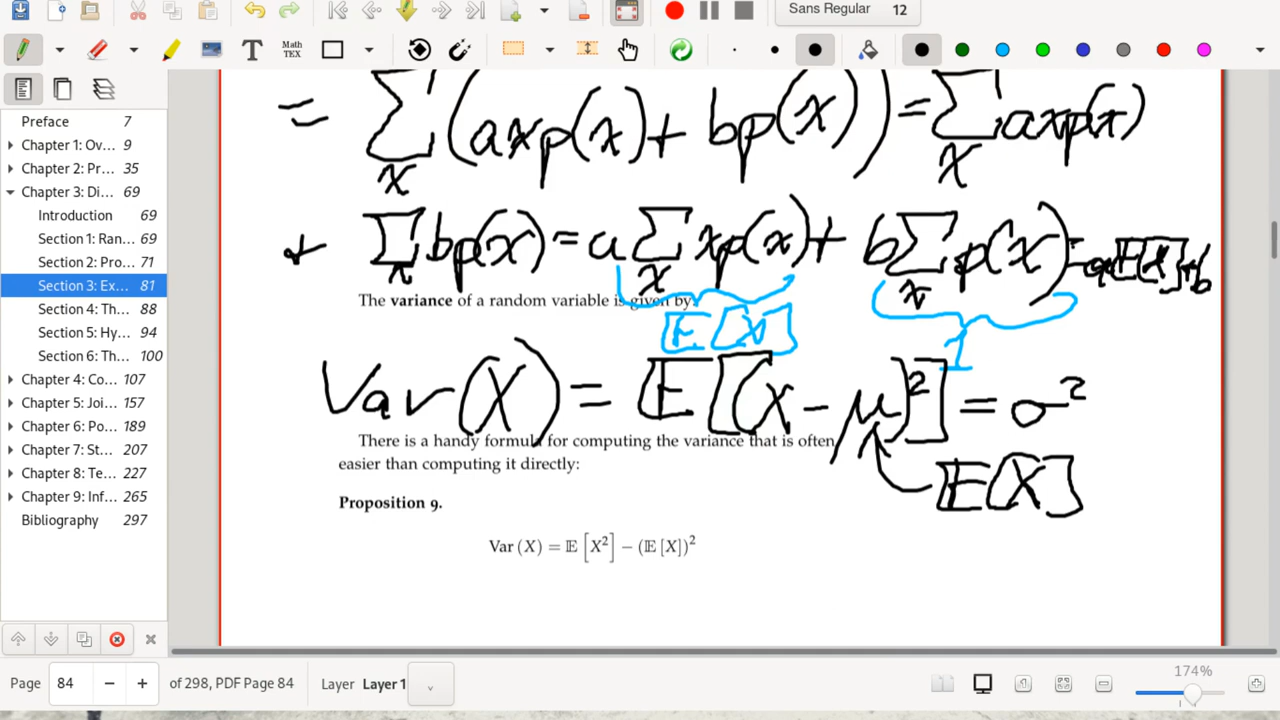 Sans Regular 12
T Math TEX
Preface 7
Chapter 1: Ov... 9
Chapter 2: Pr... 35
Chapter 3: Di... 69
Introduction 69
Section 1: Ran... 69
Section 2: Pro... 71
Section 3: Ex... 81
Section 4: Th... 88
Section 5: Hy... 94
Section 6: Th... 100
Chapter 4: Co... 107
Chapter 5: Joi... 157
Chapter 6: Po... 189
Chapter 7: St... 207
Chapter 8: Te... 227
Chapter 9: Inf... 265
Bibliography 297
= ∑x (axp(x) + bp(x)) = ∑x axp(x)
+ ∑x bp(x) = a ∑x xp(x) + b ∑x p(x) = aE[X] + b
The variance of a random variable is given by:
𝔼[X] 1
Var(X) = 𝔼[(X - μ)²] = σ²
There is a handy formula for computing the variance that is often
easier than computing it directly:
𝔼[X]
Proposition 9.
Var (X) = 𝔼 [X²] − (𝔼 [X])²
Page 84 of 298, PDF Page 84 Layer Layer 1 174%